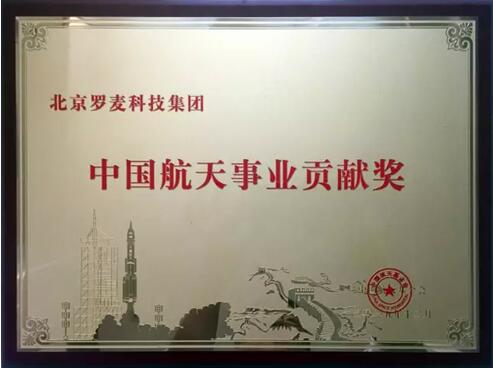 北京罗麦科技集团
中国航天事业贡献奖